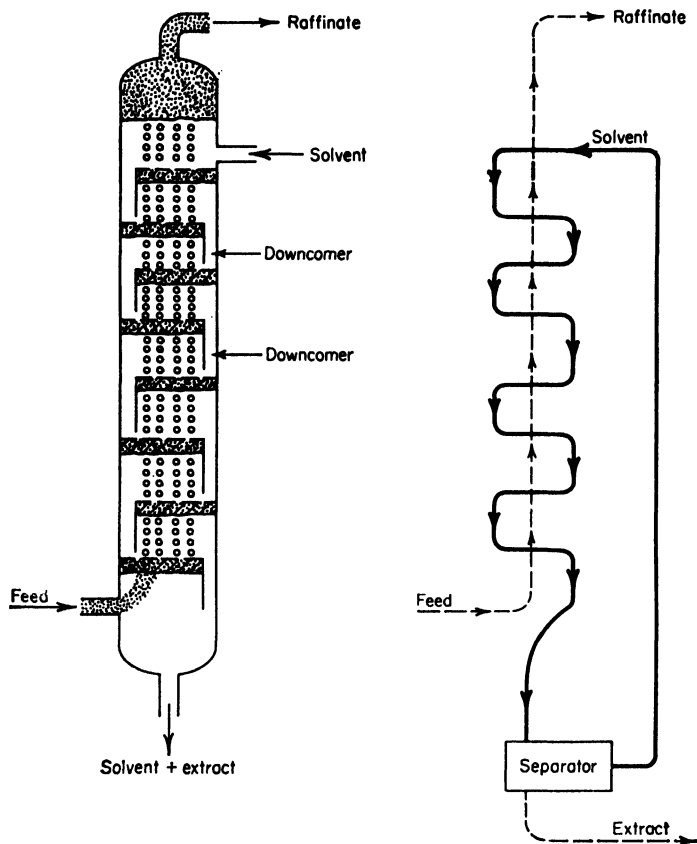 Raffinate
Solvent
Downcomer
Downcomer
Feed
Solvent + extract
Raffinate
Solvent
Feed
Separator
Extract